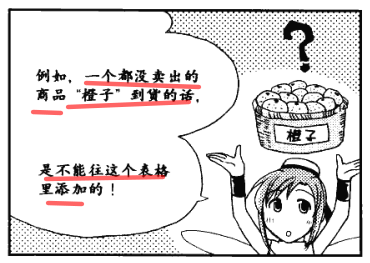 ?
例如，一个都没卖出的
商品“橙子”到货的话，
是不能往这个表格
里添加的！
橙子